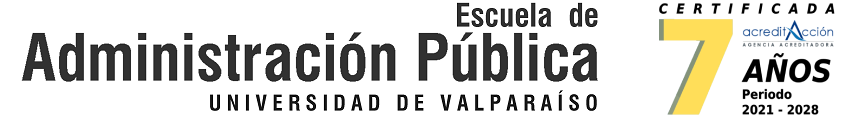 Escuela de
Administración Pública
UNIVERSIDAD DE VALPARAÍSO
CERTIFICADA
7
acreditAcción
AGENCIA ACREDITADORA
AÑOS
Periodo
2021 - 2028